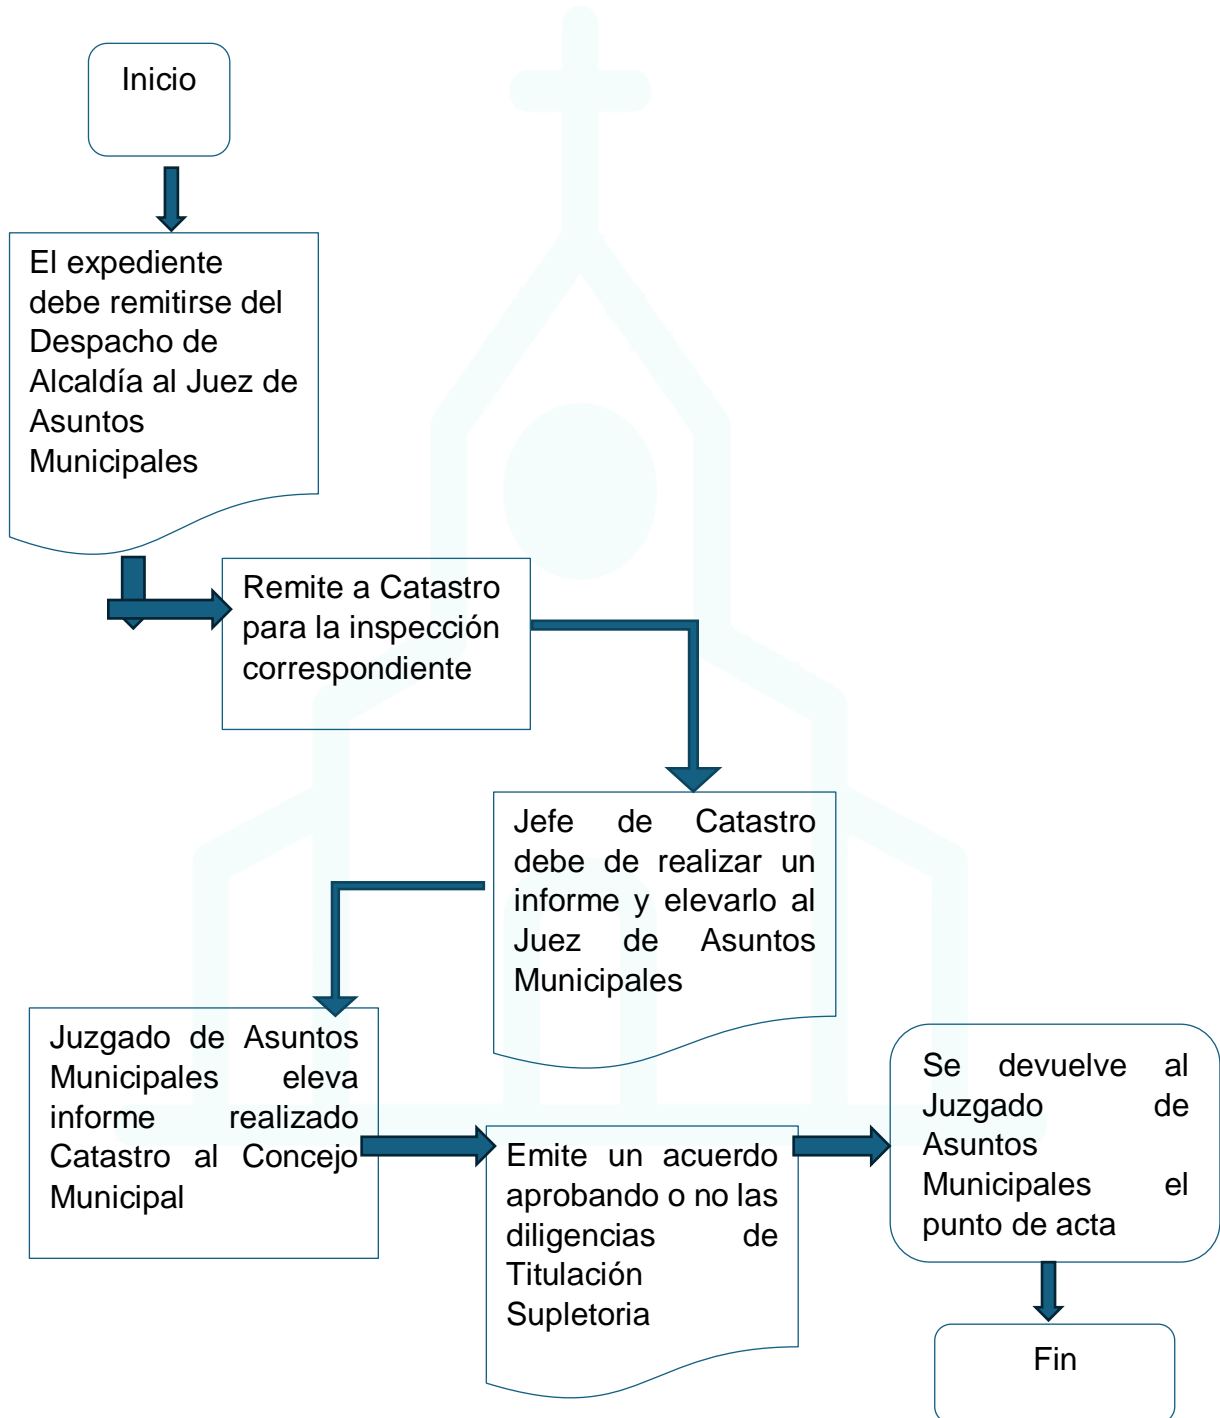 Inicio
El expediente
debe remitirse del
Despacho de
Alcaldía al Juez de
Asuntos
Municipales
Remite a Catastro
para la inspección
correspondiente
Jefe de Catastro
debe de realizar un
informe y elevarlo al
Juez de Asuntos
Municipales
Juzgado de Asuntos
Municipales eleva
informe realizado
Catastro al Concejo
Municipal
Emite un acuerdo
aprobando o no las
diligencias de
Titulación
Supletoria
Se devuelve al
Juzgado de
Asuntos
Municipales el
punto de acta
Fin